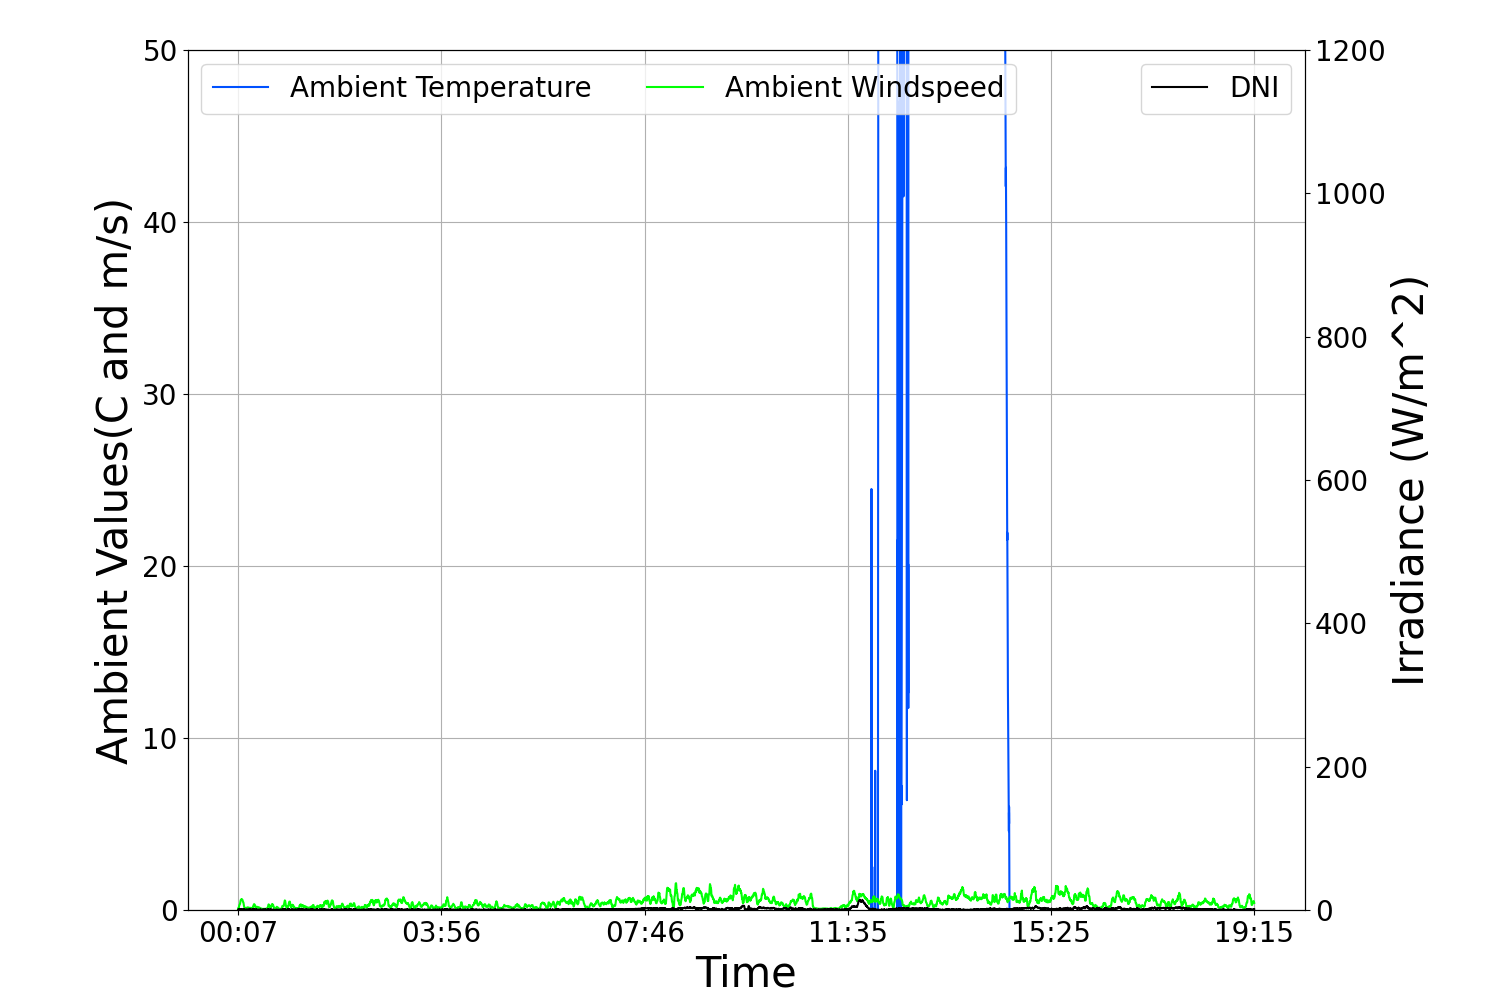 Ambient Temperature
Ambient Windspeed
DNI
50
40
30
20
10
0
Ambient Values(C and m/s)
1200
1000
800
600
400
200
0
Irradiance (W/m^2)
00:07 03:56 07:46 11:35 15:25 19:15
Time